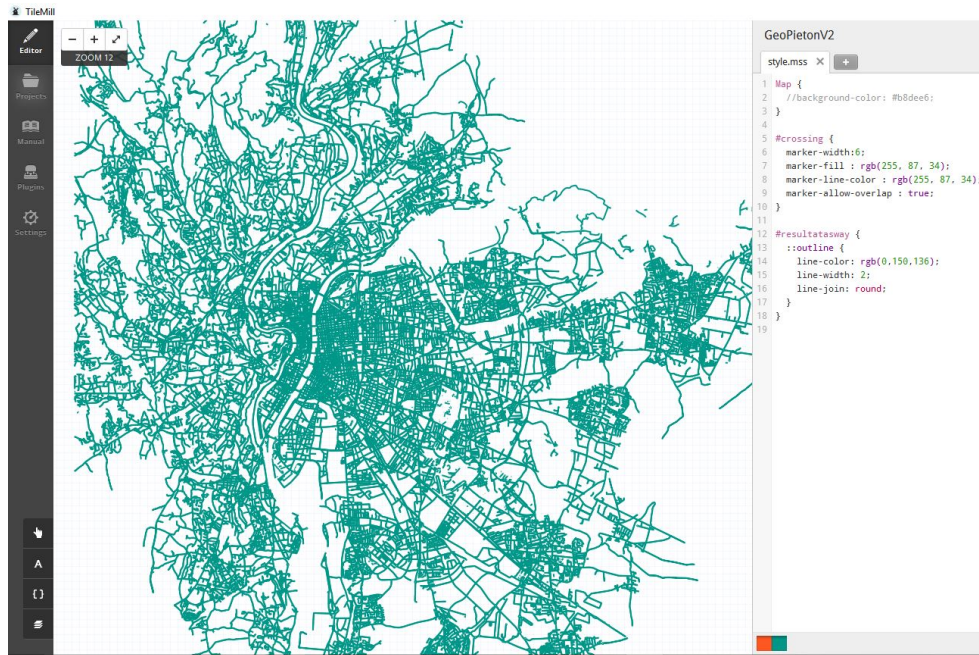 TileMill
Editor
Projects
Manual
Plugins
Settings
− + ⤢
ZOOM 12
A
{ }
GeoPietonV2
style.mss × +
1 Map {
2   //background-color: #b8dee6;
3 }
4
5 #crossing {
6   marker-width:6;
7   marker-fill : rgb(255, 87, 34);
8   marker-line-color : rgb(255, 87, 34)
9   marker-allow-overlap : true;
10 }
11
12 #resultatasway {
13   ::outline {
14     line-color: rgb(0,150,136);
15     line-width: 2;
16     line-join: round;
17   }
18 }
19